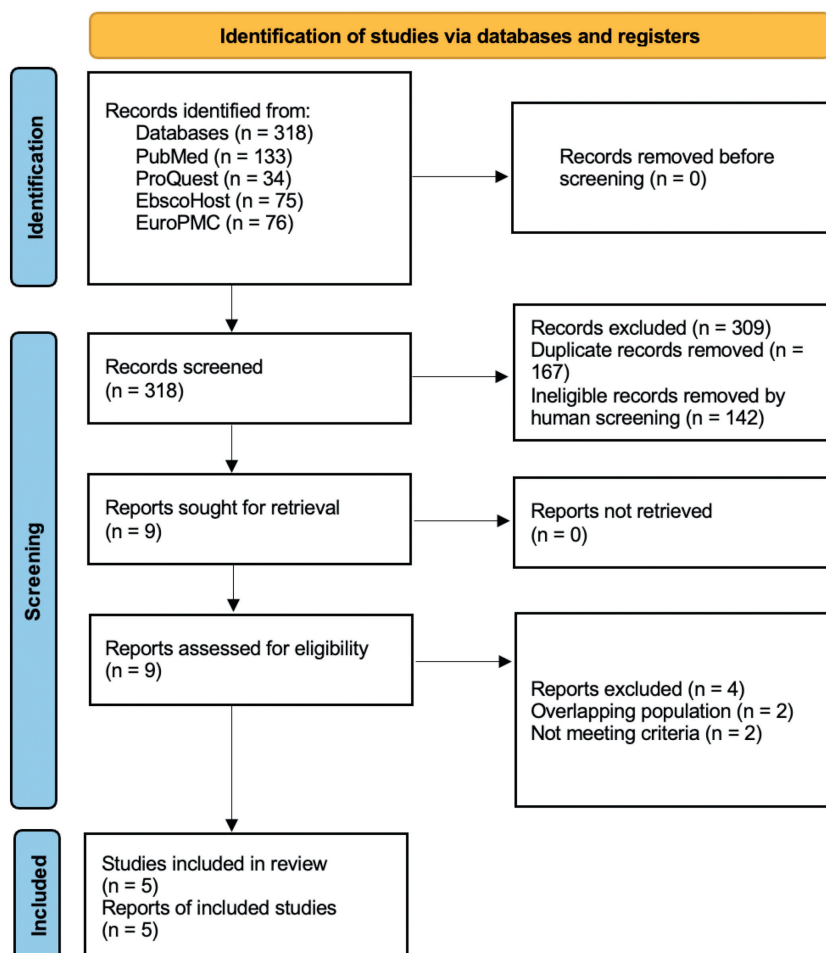 Identification of studies via databases and registers
Identification
Records identified from:
Databases (n = 318)
PubMed (n = 133)
ProQuest (n = 34)
EbscoHost (n = 75)
EuroPMC (n = 76)
Records removed before
screening (n = 0)
Screening
Records screened
(n = 318)
Records excluded (n = 309)
Duplicate records removed (n =
167)
Ineligible records removed by
human screening (n = 142)
Reports sought for retrieval
(n = 9)
Reports not retrieved
(n = 0)
Reports assessed for eligibility
(n = 9)
Reports excluded (n = 4)
Overlapping population (n = 2)
Not meeting criteria (n = 2)
Included
Studies included in review
(n = 5)
Reports of included studies
(n = 5)